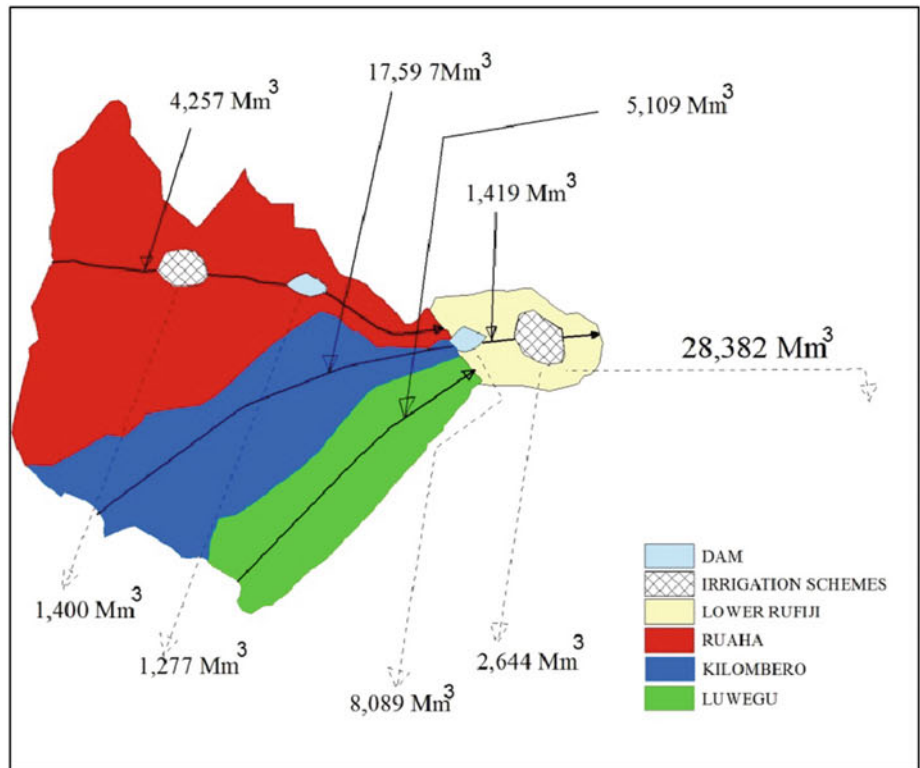 17,59 7Mm³
4,257 Mm³
5,109 Mm³
1,419 Mm³
28,382 Mm³
1,400 Mm³
1,277 Mm³
8,089 Mm³
2,644 Mm³
DAM
IRRIGATION SCHEMES
LOWER RUFIJI
RUAHA
KILOMBERO
LUWEGU